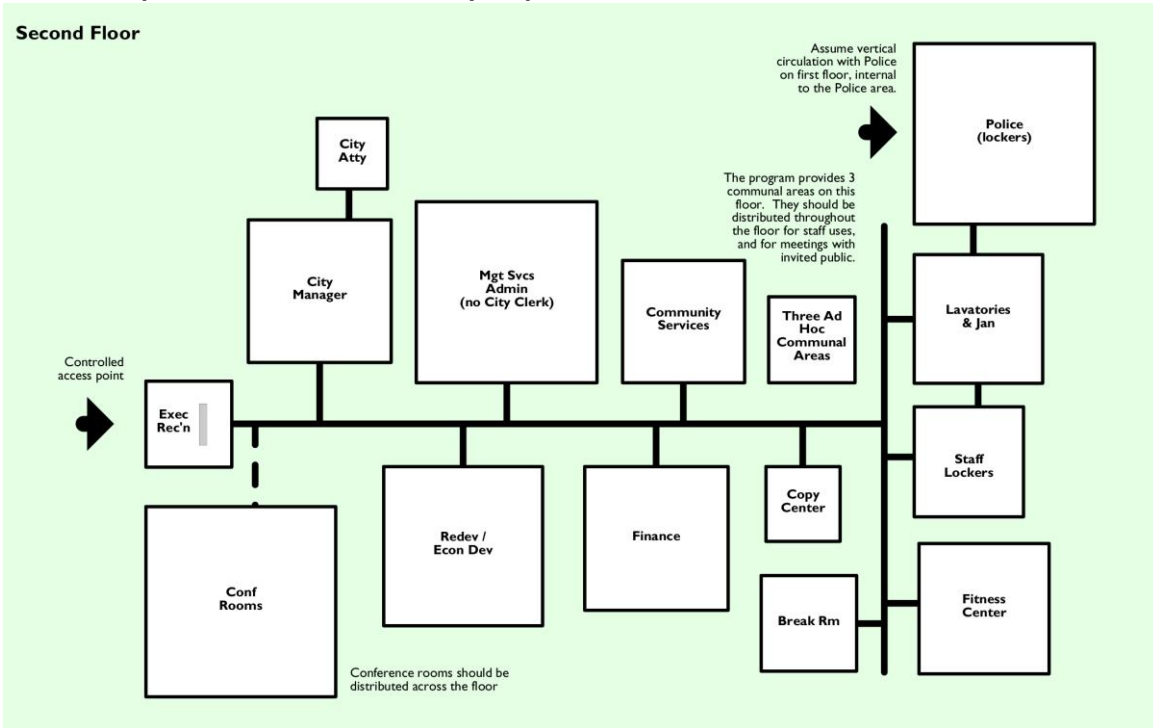 Second Floor
Assume vertical
circulation with Police
on first floor, internal
to the Police area.
Police
(lockers)
City
Atty
The program provides 3
communal areas on this
floor. They should be
distributed throughout
the floor for staff uses,
and for meetings with
invited public.
City
Manager
Mgt Svcs
Admin
(no City Clerk)
Community
Services
Three Ad
Hoc
Communal
Areas
Lavatories
& Jan
Controlled
access point
Exec
Rec'n
Staff
Lockers
Copy
Center
Redev /
Econ Dev
Finance
Conf
Rooms
Break Rm
Fitness
Center
Conference rooms should be
distributed across the floor